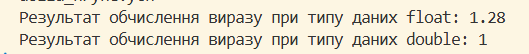 Результат обчислення виразу при типу даних float: 1.28
Результат обчислення виразу при типу даних double: 1